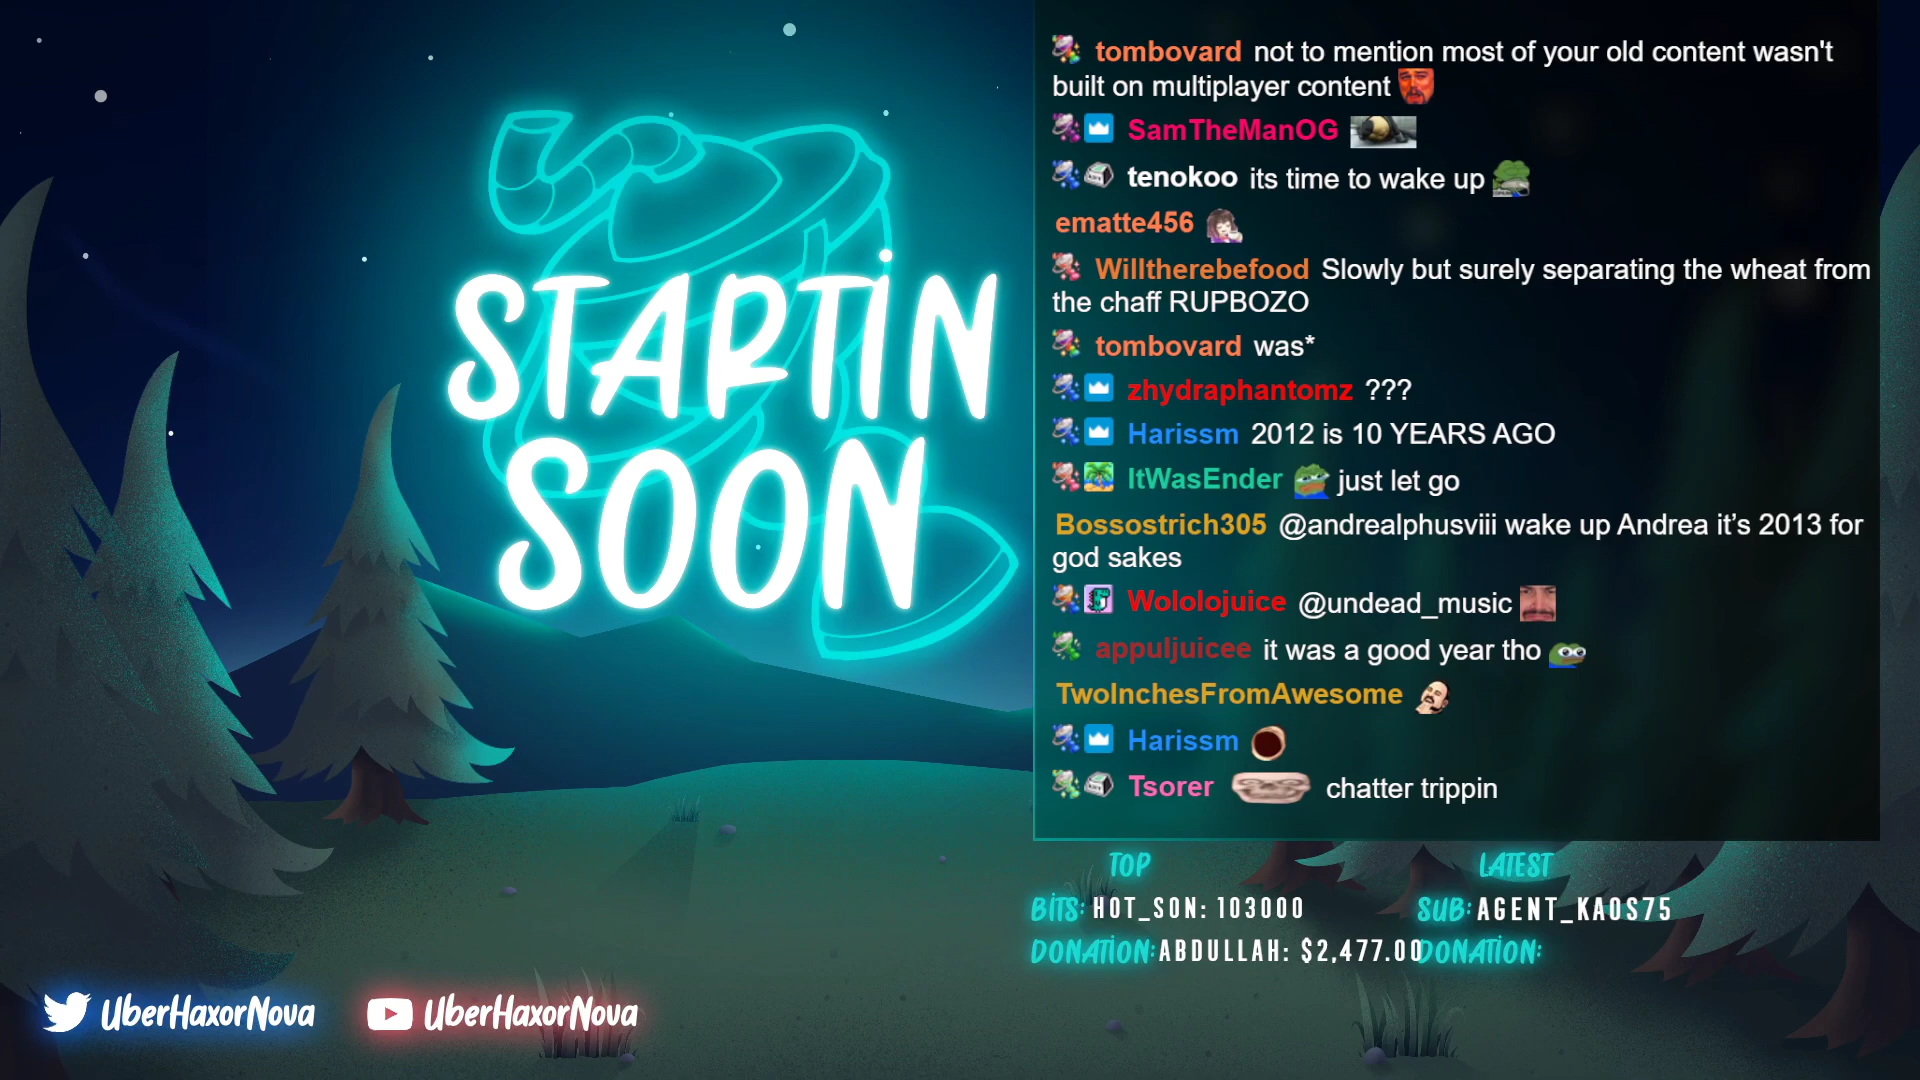 STARTIN
SOON
tombovard not to mention most of your old content wasn't
built on multiplayer content
SamTheManOG
tenokoo its time to wake up
ematte456
Willtherebefood Slowly but surely separating the wheat from
the chaff RUPBOZO
tombovard was*
zhydraphantomz ???
Harissm 2012 is 10 YEARS AGO
ItWasEnder just let go
Bossostrich305 @andrealphusviii wake up Andrea it’s 2013 for
god sakes
Wololojuice @undead_music
appuljuicee it was a good year tho
TwoInchesFromAwesome
Harissm
Tsorer chatter trippin
TOP
BITS: HOT_SON: 103000
DONATION: ABDULLAH: $2,477.00
LATEST
SUB: AGENT_KAOS75
DONATION:
UberHaxorNova
UberHaxorNova